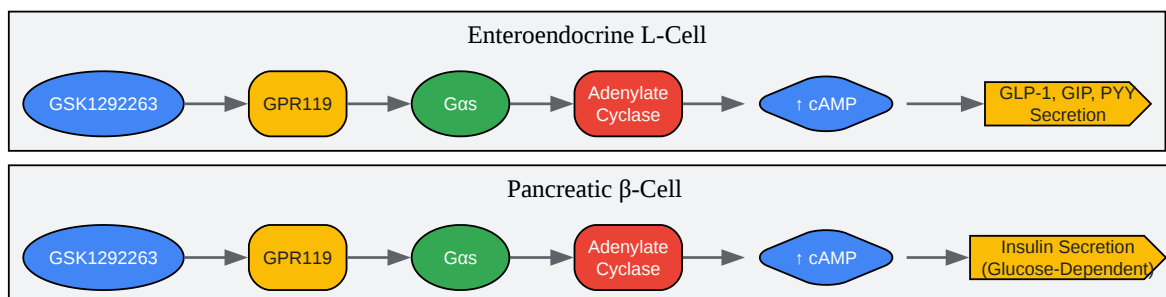 Enteroendocrine L-Cell
GSK1292263
GPR119
Gαs
Adenylate
Cyclase
↑ cAMP
GLP-1, GIP, PYY
Secretion
Pancreatic β-Cell
GSK1292263
GPR119
Gαs
Adenylate
Cyclase
↑ cAMP
Insulin Secretion
(Glucose-Dependent)